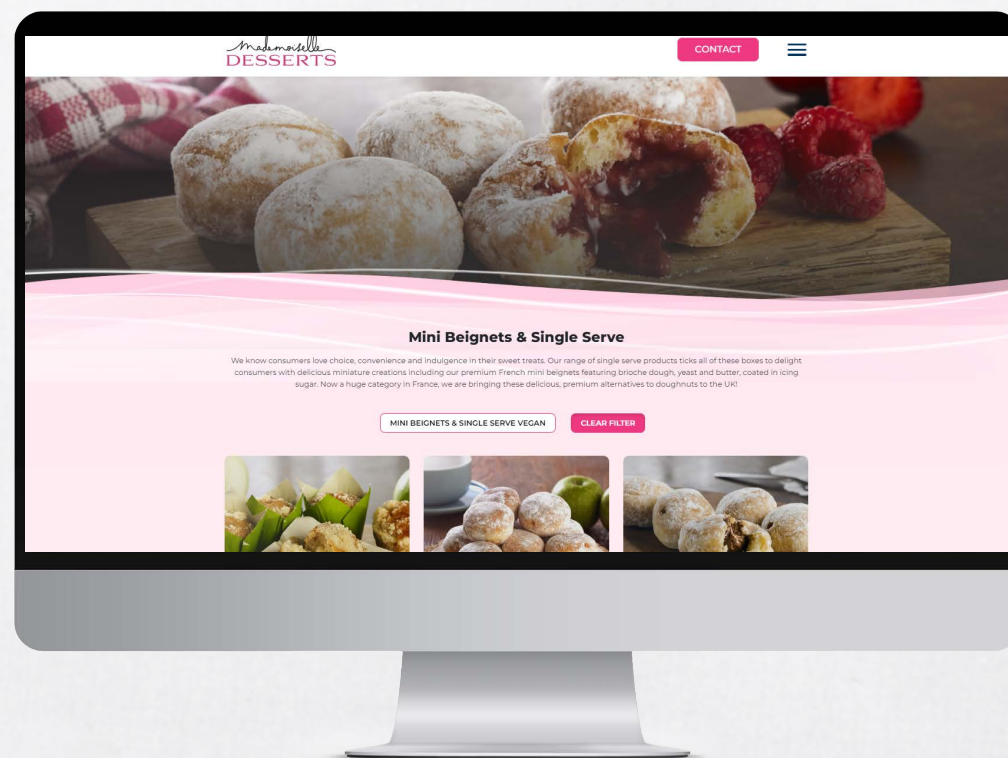 Mademoiselle
DESSERTS
CONTACT
Mini Beignets & Single Serve
We know consumers love choice, convenience and indulgence in their sweet treats. Our range of single serve products ticks all of these boxes to delight
consumers with delicious miniature creations including our premium French mini beignets featuring brioche dough, yeast and butter, coated in icing
sugar. Now a huge category in France, we are bringing these delicious, premium alternatives to doughnuts to the UK!
MINI BEIGNETS & SINGLE SERVE VEGAN
CLEAR FILTER